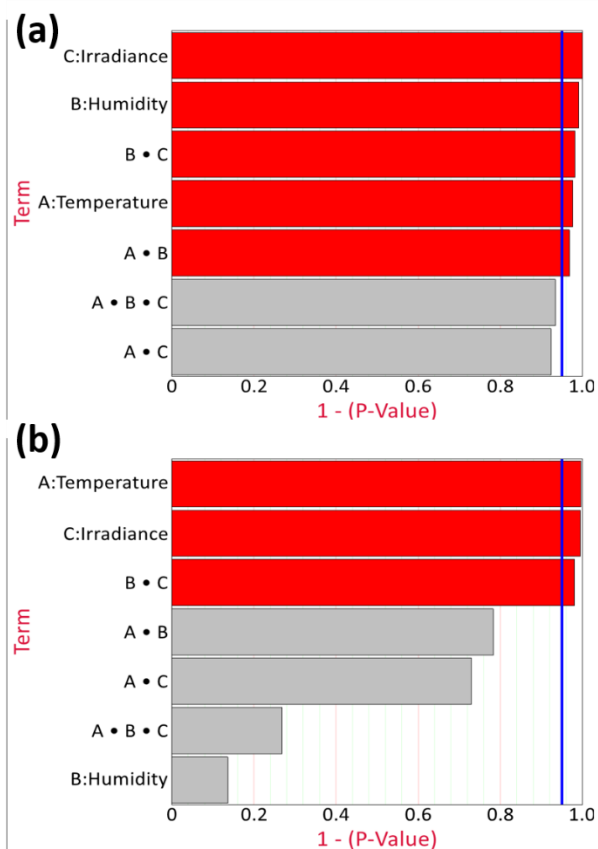 (a)
C:Irradiance
B:Humidity
B • C
A:Temperature
A • B
A • B • C
A • C
Term
0 0.2 0.4 0.6 0.8 1.0
1 - (P-Value)
(b)
A:Temperature
C:Irradiance
B • C
A • B
A • C
A • B • C
B:Humidity
Term
0 0.2 0.4 0.6 0.8 1.0
1 - (P-Value)